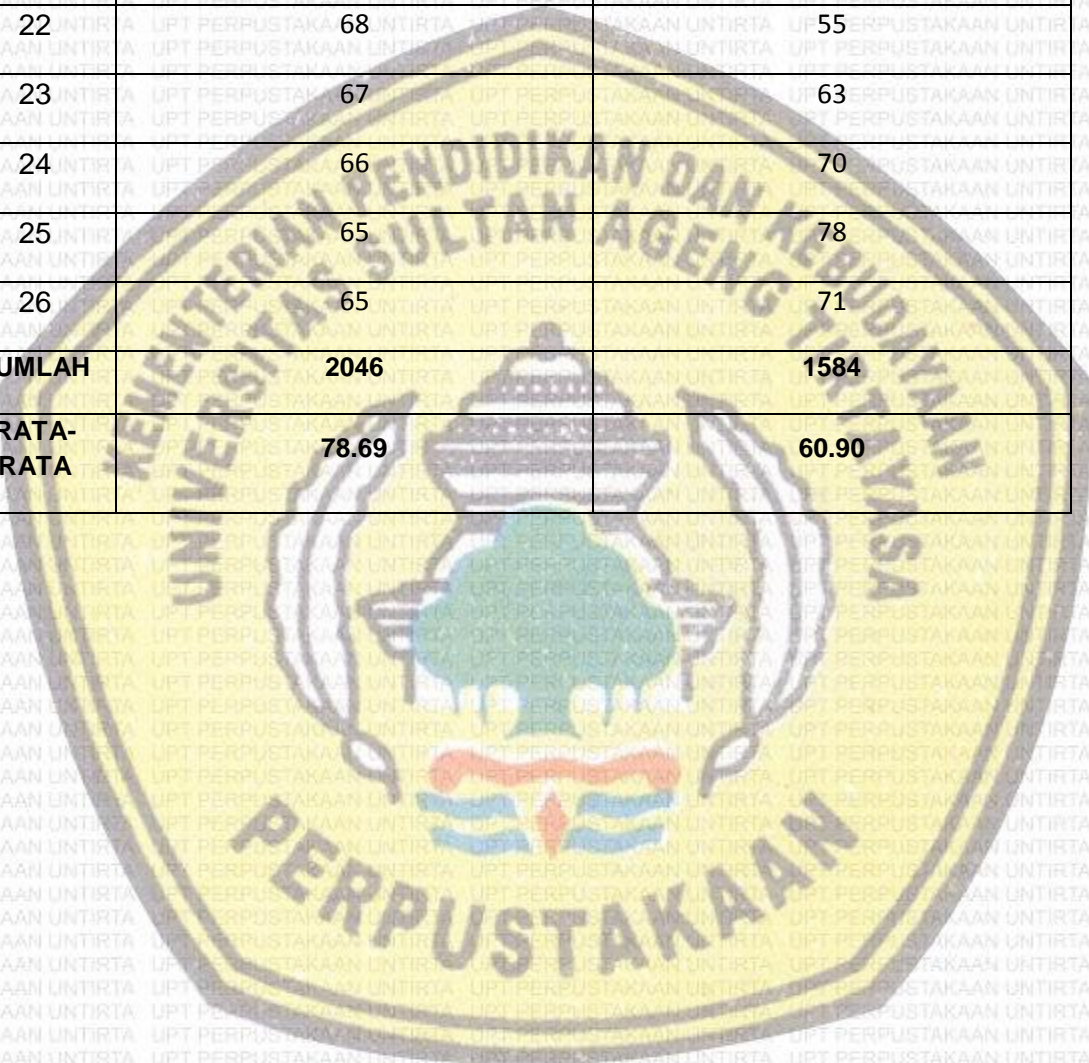 22 68 55
23 67 63
24 66 70
25 65 78
26 65 71
UMLAH 2046 1584
RATA-
RATA 78.69 60.90
KEMENTERIAN PENDIDIKAN DAN KEBUDAYAAN
UNIVERSITAS SULTAN AGENG TIRTAYASA
PERPUSTAKAAN